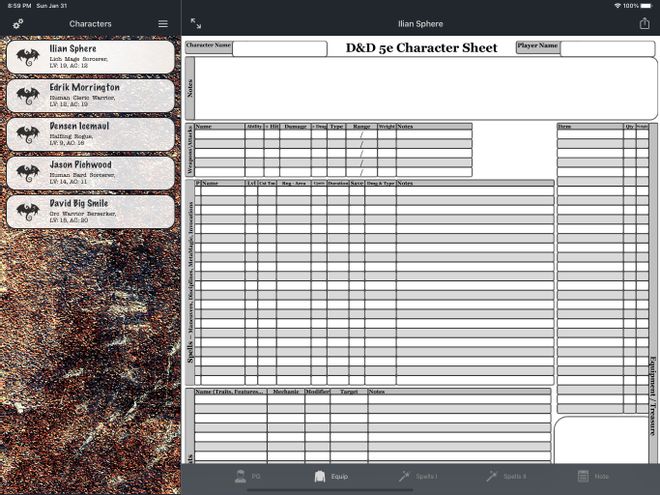 8:59 PM Sun Jan 31
100%
Characters
Ilian Sphere
Ilian Sphere
Lich Mage Sorcerer,
LV: 19, AC: 12
Edrik Morrington
Human Cleric Warrior,
LV: 12, AC: 19
Densen Icemaul
Halfling Rogue,
LV: 9, AC: 16
Jason Pichwood
Human Bard Sorcerer,
LV: 14, AC: 11
David Big Smile
Orc Warrior Berserker,
LV: 15, AC: 20
Character Name
D&D 5e Character Sheet
Player Name
Notes
Weapons\Attacks
Name Ability + Hit Damage + Dmg Type Range Weight Notes
/
/
/
/
/
Item Qty Weight
Spells - Maneuvers, Disciplines, MetaMagic, Invocations
P Name Lvl Cst Tm Rng - Area Cmts Duration Save Dmg & Type Notes
Equipment / Treasure
Name (Traits, Features... Mechanic Modifier Target Notes
PG
Equip
Spells I
Spells II
Note